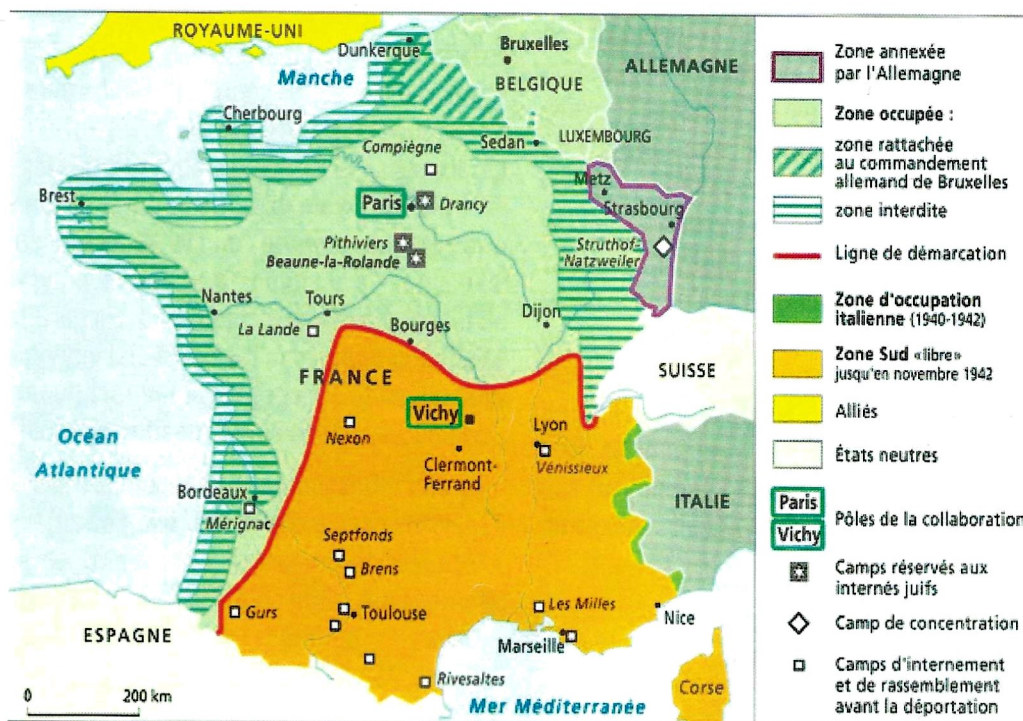 ROYAUME-UNI
Dunkerque
Bruxelles
BELGIQUE
ALLEMAGNE
Manche
Cherbourg
Sedan
LUXEMBOURG
Compiègne
Metz
Brest
Paris
Drancy
Strasbourg
Pithiviers
Beaune-la-Rolande
Struthof-
Natzweiler
Nantes
Tours
La Lande
Bourges
Dijon
FRANCE
SUISSE
Vichy
Nexon
Lyon
Vénissieux
Clermont-
Ferrand
Océan
Atlantique
Bordeaux
Mérignac
ITALIE
Septfonds
Brens
Gurs
Toulouse
Les Milles
Nice
ESPAGNE
Marseille
Rivesaltes
Corse
0 200 km
Mer Méditerranée
Zone annexée
par l'Allemagne
Zone occupée :
zone rattachée
au commandement
allemand de Bruxelles
zone interdite
Ligne de démarcation
Zone d'occupation
italienne (1940-1942)
Zone Sud «libre»
jusqu'en novembre 1942
Alliés
États neutres
Paris
Vichy
Pôles de la collaboration
Camps réservés aux
internés juifs
Camp de concentration
Camps d'internement
et de rassemblement
avant la déportation